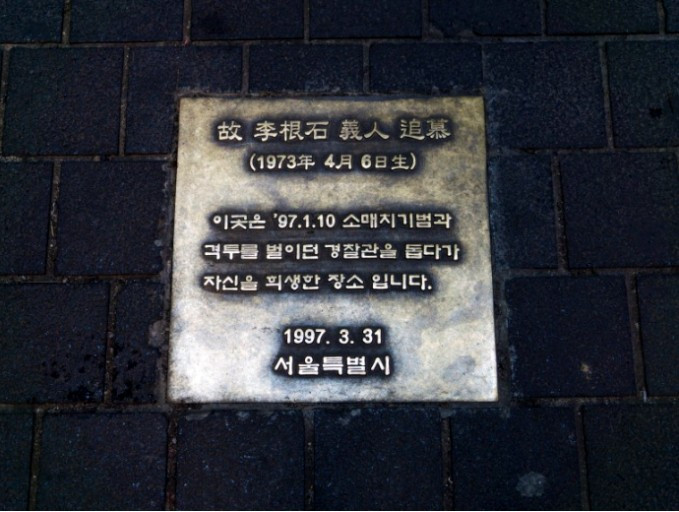 故 李根石 義人 追慕
(1973年 4月 6日生)
이곳은 '97.1.10 소매치기범과
격투를 벌이던 경찰관을 돕다가
자신을 희생한 장소 입니다.
1997. 3. 31
서울특별시